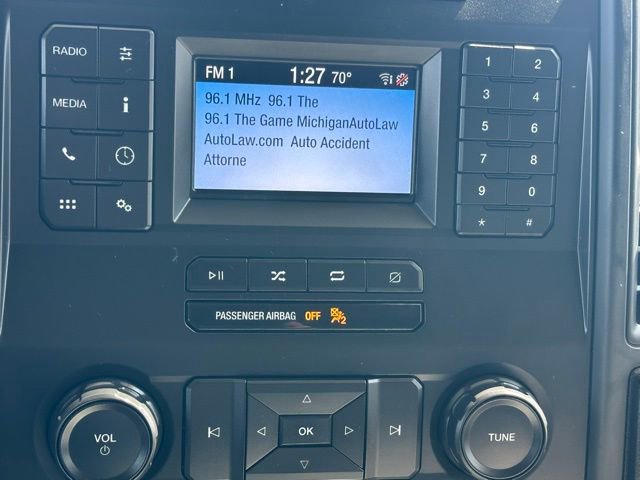 FM 1 1:27 70°
96.1 MHz 96.1 The
96.1 The Game MichiganAutoLaw
AutoLaw.com Auto Accident
Attorne
RADIO
MEDIA
i
1 2
3 4
5 6
7 8
9 0
* #
PASSENGER AIRBAG OFF 2
VOL
OK
TUNE